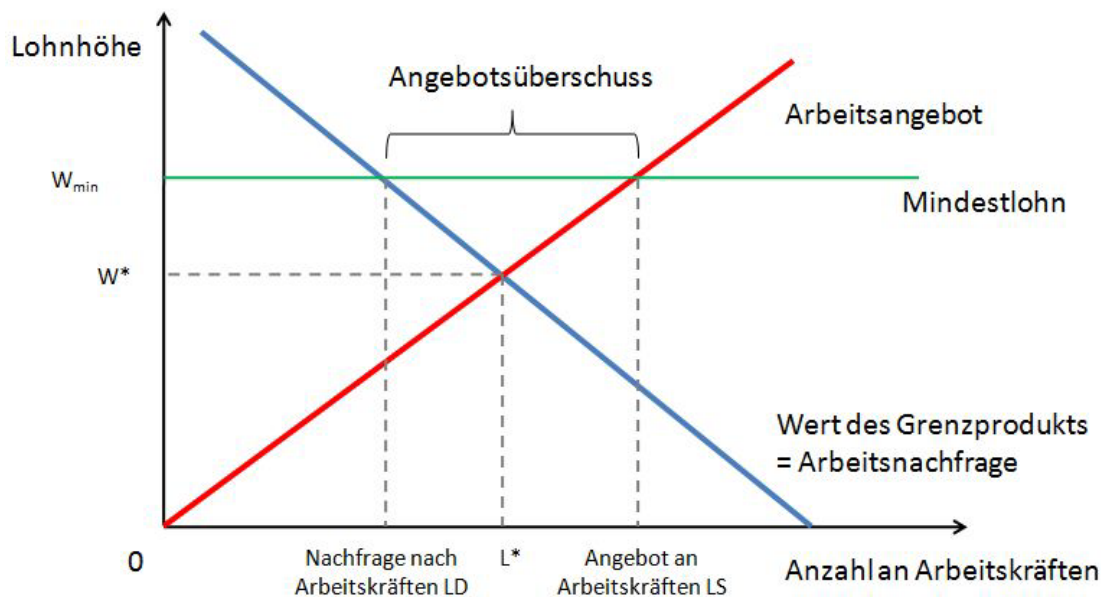 Lohnhöhe
Angebotsüberschuss
Arbeitsangebot
Wmin
Mindestlohn
W*
Wert des Grenzprodukts
= Arbeitsnachfrage
0
Nachfrage nach
Arbeitskräften LD
L*
Angebot an
Arbeitskräften LS
Anzahl an Arbeitskräften